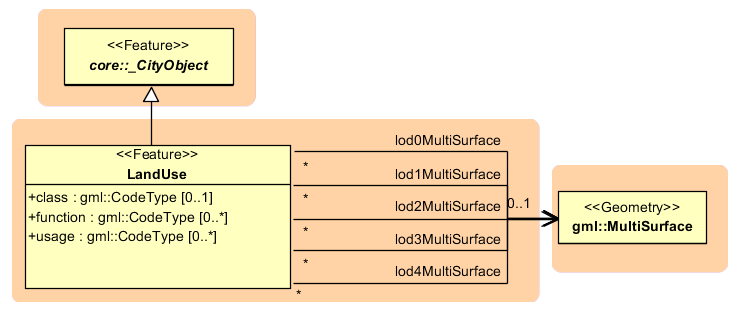 <<Feature>>
core::_CityObject
<<Feature>>
LandUse
+class : gml::CodeType [0..1]
+function : gml::CodeType [0..*]
+usage : gml::CodeType [0..*]
lod0MultiSurface
*
lod1MultiSurface
*
lod2MultiSurface
0..1
*
lod3MultiSurface
*
lod4MultiSurface
*
<<Geometry>>
gml::MultiSurface